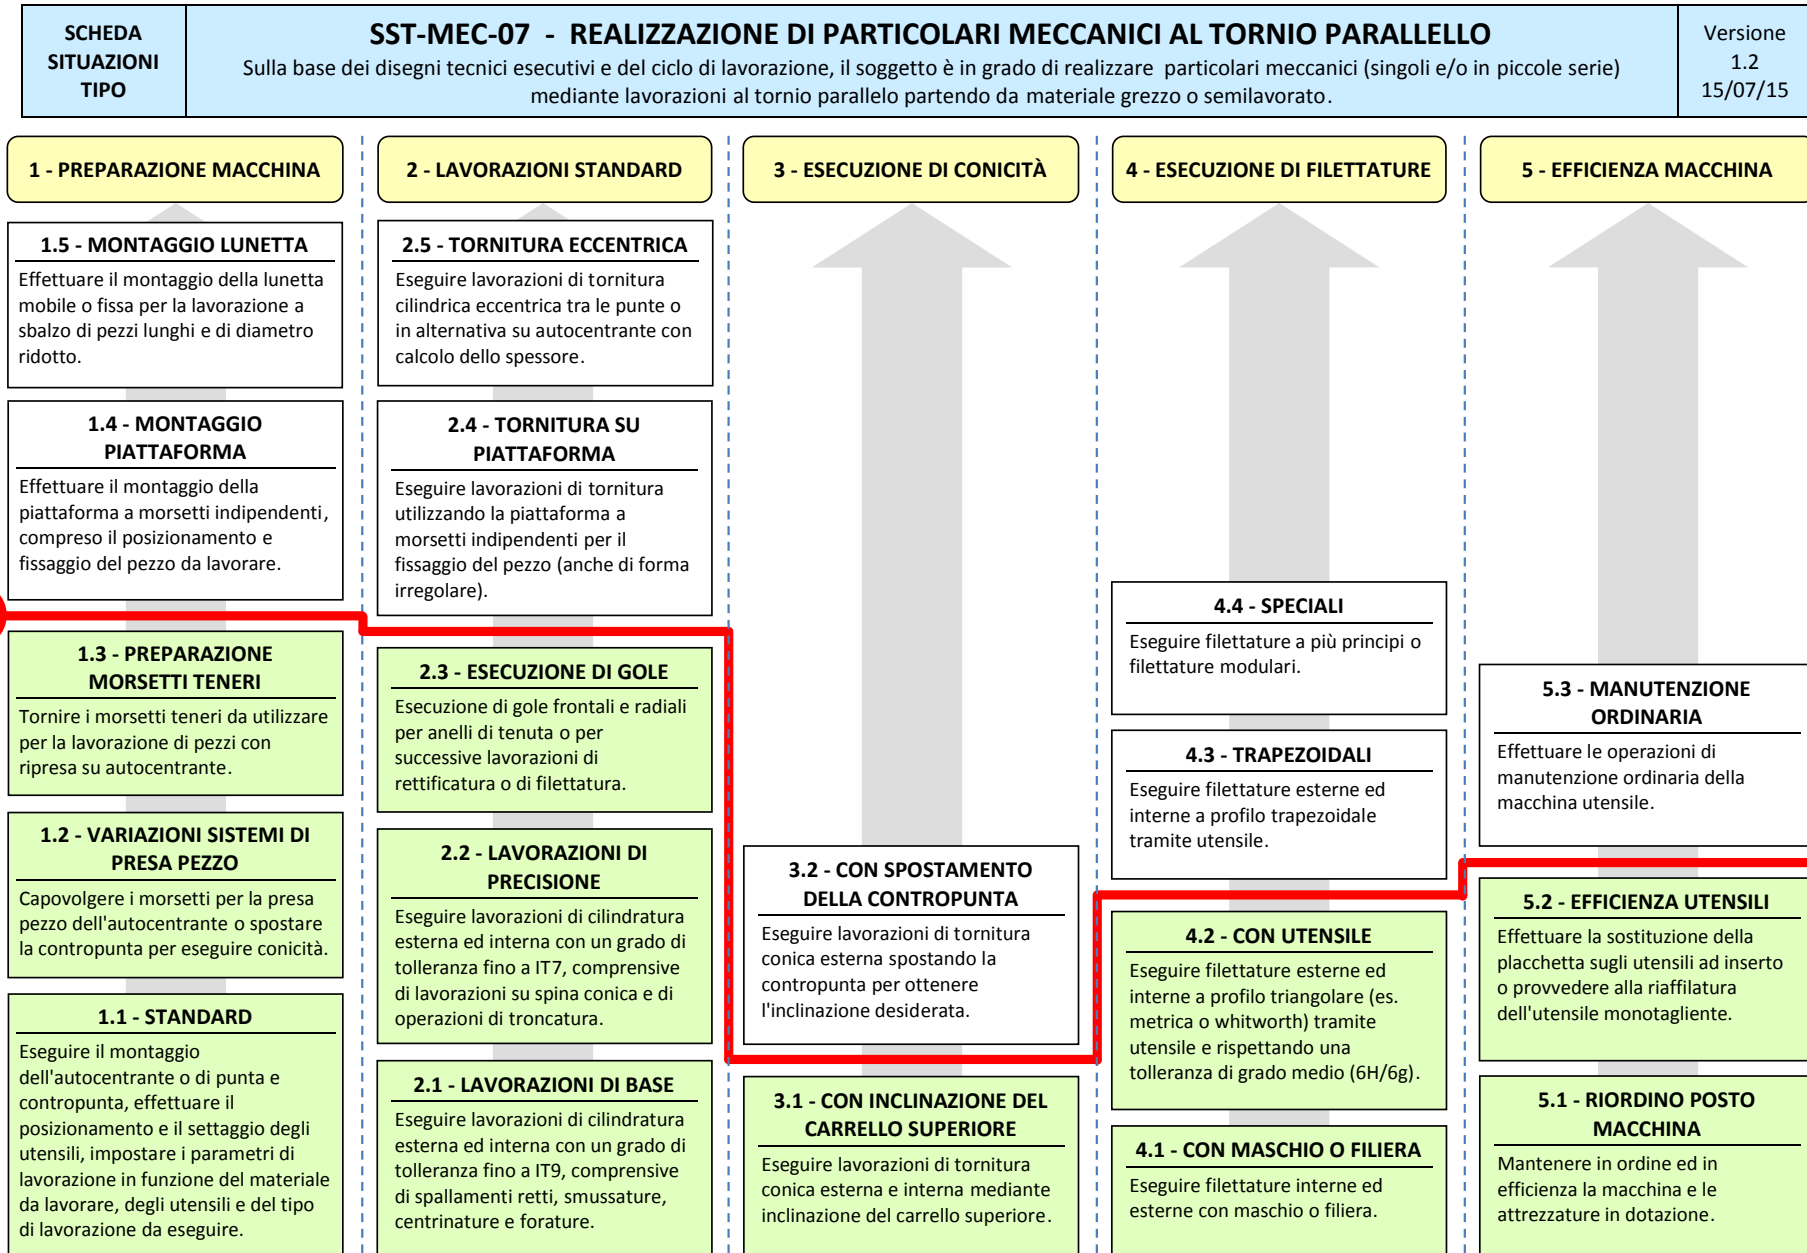 SCHEDA
SITUAZIONI
TIPO
SST-MEC-07 - REALIZZAZIONE DI PARTICOLARI MECCANICI AL TORNIO PARALLELLO
Sulla base dei disegni tecnici esecutivi e del ciclo di lavorazione, il soggetto è in grado di realizzare particolari meccanici (singoli e/o in piccole serie)
mediante lavorazioni al tornio parallelo partendo da materiale grezzo o semilavorato.
Versione
1.2
15/07/15
1 - PREPARAZIONE MACCHINA
1.5 - MONTAGGIO LUNETTA
Effettuare il montaggio della lunetta
mobile o fissa per la lavorazione a
sbalzo di pezzi lunghi e di diametro
ridotto.
1.4 - MONTAGGIO
PIATTAFORMA
Effettuare il montaggio della
piattaforma a morsetti indipendenti,
compreso il posizionamento e
fissaggio del pezzo da lavorare.
1.3 - PREPARAZIONE
MORSETTI TENERI
Tornire i morsetti teneri da utilizzare
per la lavorazione di pezzi con
ripresa su autocentrante.
1.2 - VARIAZIONI SISTEMI DI
PRESA PEZZO
Capovolgere i morsetti per la presa
pezzo dell'autocentrante o spostare
la contropunta per eseguire conicità.
1.1 - STANDARD
Eseguire il montaggio
dell'autocentrante o di punta e
contropunta, effettuare il
posizionamento e il settaggio degli
utensili, impostare i parametri di
lavorazione in funzione del materiale
da lavorare, degli utensili e del tipo
di lavorazione da eseguire.
2 - LAVORAZIONI STANDARD
2.5 - TORNITURA ECCENTRICA
Eseguire lavorazioni di tornitura
cilindrica eccentrica tra le punte o
in alternativa su autocentrante con
calcolo dello spessore.
2.4 - TORNITURA SU
PIATTAFORMA
Eseguire lavorazioni di tornitura
utilizzando la piattaforma a
morsetti indipendenti per il
fissaggio del pezzo (anche di forma
irregolare).
2.3 - ESECUZIONE DI GOLE
Esecuzione di gole frontali e radiali
per anelli di tenuta o per
successive lavorazioni di
rettificatura o di filettatura.
2.2 - LAVORAZIONI DI
PRECISIONE
Eseguire lavorazioni di cilindratura
esterna ed interna con un grado di
tolleranza fino a IT7, comprensive
di lavorazioni su spina conica e di
operazioni di troncatura.
2.1 - LAVORAZIONI DI BASE
Eseguire lavorazioni di cilindratura
esterna ed interna con un grado di
tolleranza fino a IT9, comprensive
di spallamenti retti, smussature,
centrinature e forature.
3 - ESECUZIONE DI CONICITÀ
3.2 - CON SPOSTAMENTO
DELLA CONTROPUNTA
Eseguire lavorazioni di tornitura
conica esterna spostando la
contropunta per ottenere
l'inclinazione desiderata.
3.1 - CON INCLINAZIONE DEL
CARRELLO SUPERIORE
Eseguire lavorazioni di tornitura
conica esterna e interna mediante
inclinazione del carrello superiore.
4 - ESECUZIONE DI FILETTATURE
4.4 - SPECIALI
Eseguire filettature a più principi o
filettature modulari.
4.3 - TRAPEZOIDALI
Eseguire filettature esterne ed
interne a profilo trapezoidale
tramite utensile.
4.2 - CON UTENSILE
Eseguire filettature esterne ed
interne a profilo triangolare (es.
metrica o whitworth) tramite
utensile e rispettando una
tolleranza di grado medio (6H/6g).
4.1 - CON MASCHIO O FILIERA
Eseguire filettature interne ed
esterne con maschio o filiera.
5 - EFFICIENZA MACCHINA
5.3 - MANUTENZIONE
ORDINARIA
Effettuare le operazioni di
manutenzione ordinaria della
macchina utensile.
5.2 - EFFICIENZA UTENSILI
Effettuare la sostituzione della
placchetta sugli utensili ad inserto
o provvedere alla riaffilatura
dell'utensile monotagliente.
5.1 - RIORDINO POSTO
MACCHINA
Mantenere in ordine ed in
efficienza la macchina e le
attrezzature in dotazione.